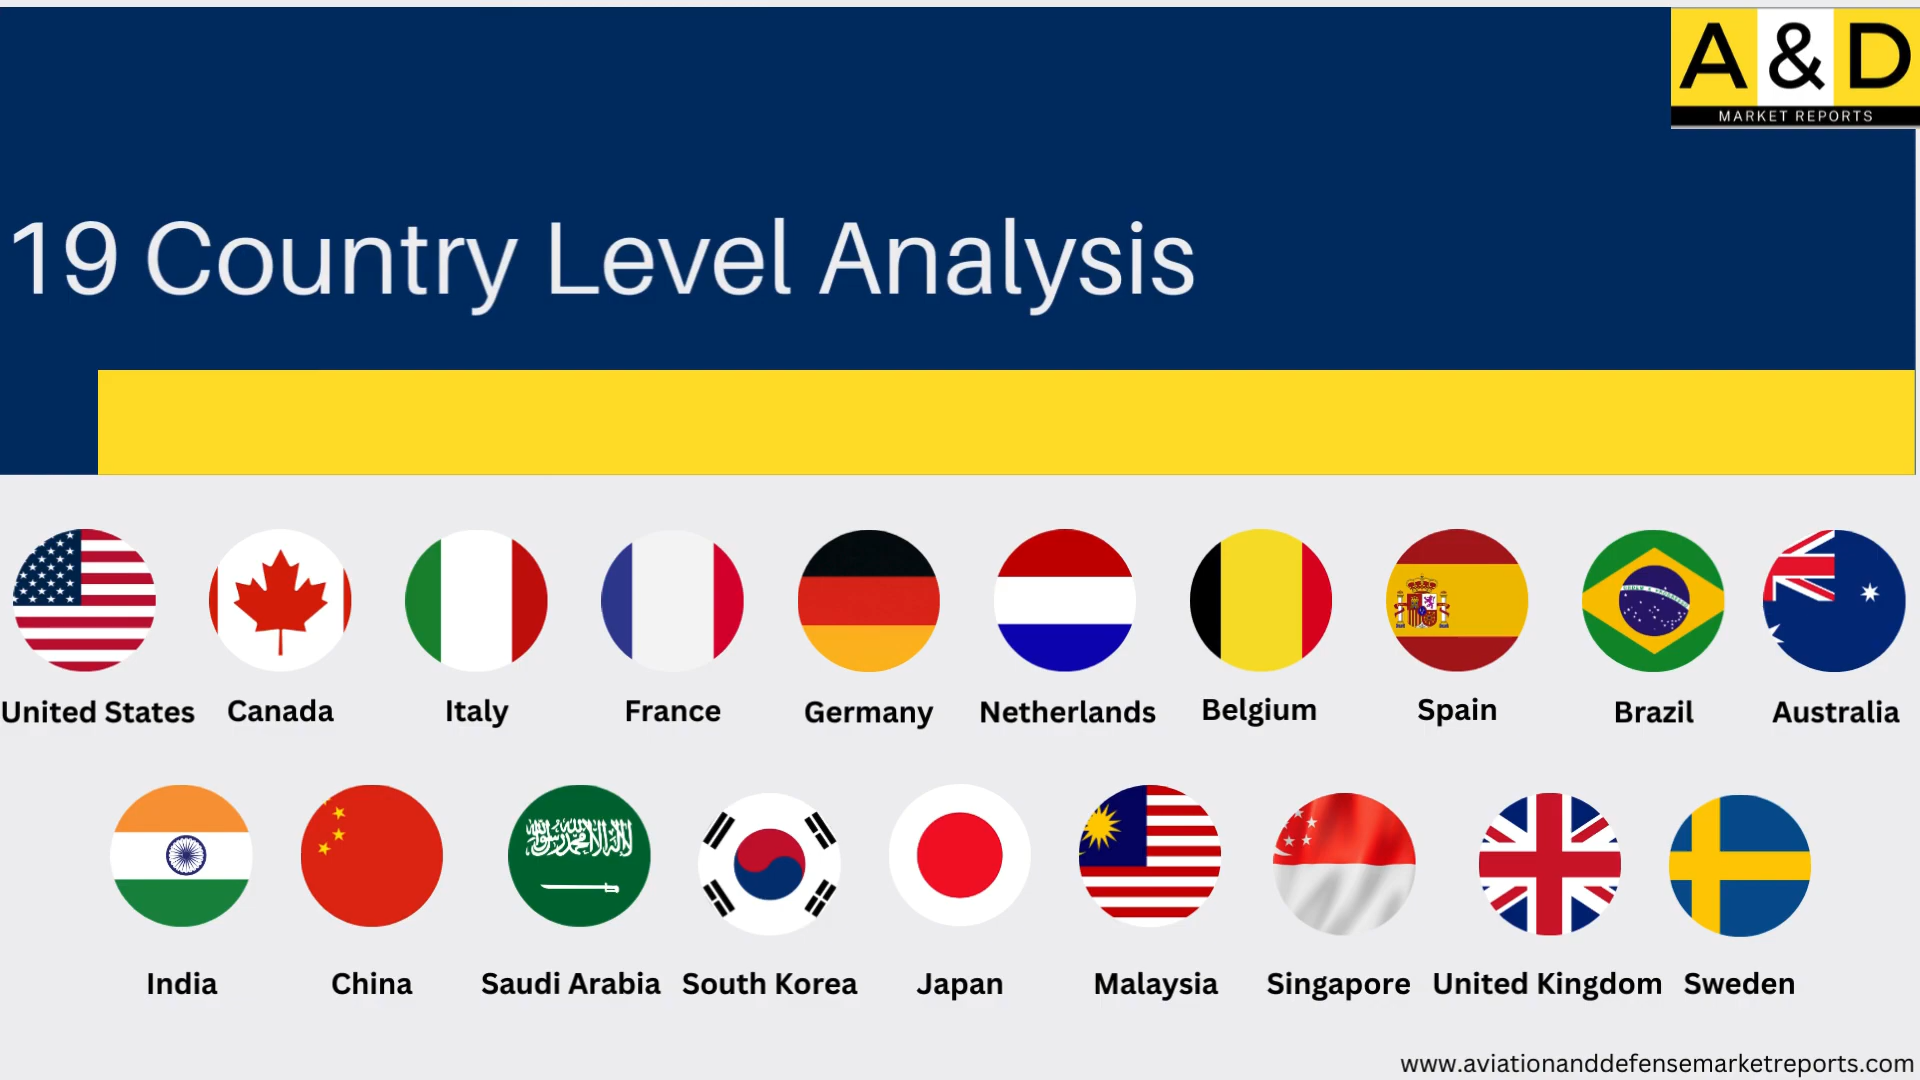 A & D
MARKET REPORTS
19 Country Level Analysis
United States Canada Italy France Germany Netherlands Belgium Spain Brazil Australia
India China Saudi Arabia South Korea Japan Malaysia Singapore United Kingdom Sweden
www.aviationanddefensemarketreports.com